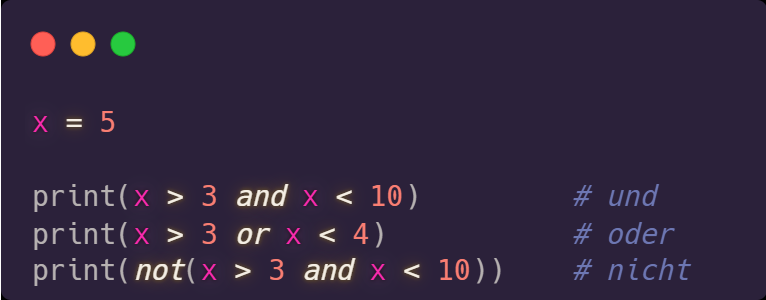 x = 5
print(x > 3 and x < 10)         # und
print(x > 3 or x < 4)           # oder
print(not(x > 3 and x < 10))    # nicht